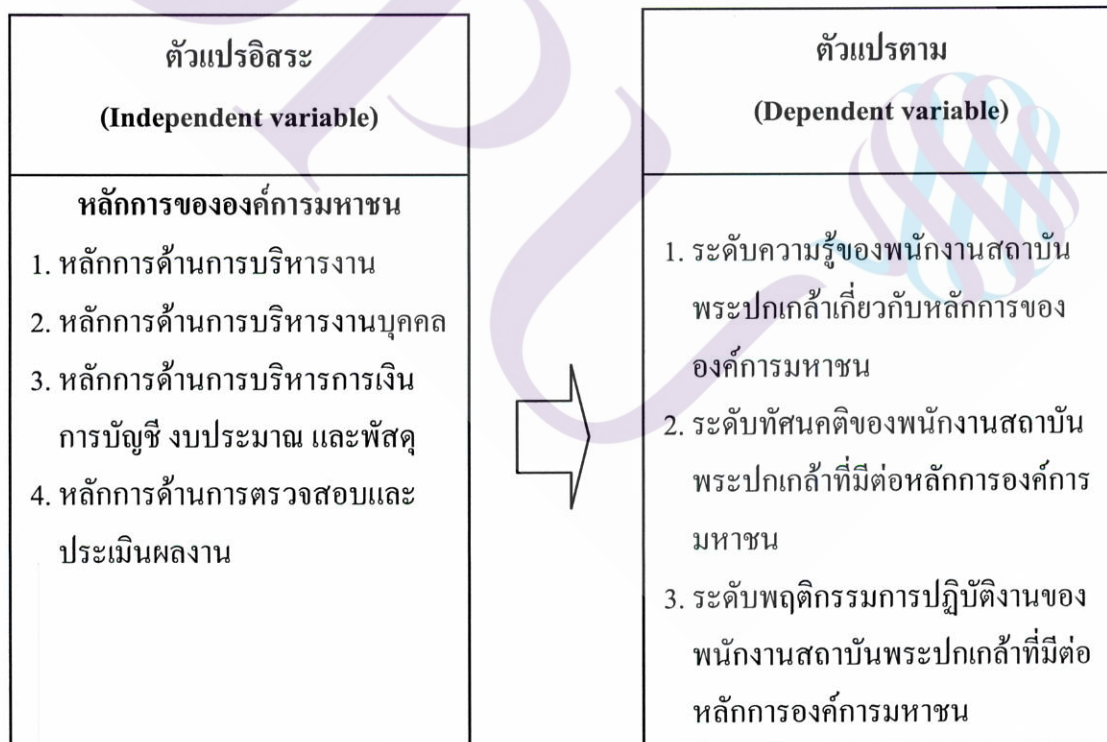 ตัวแปรอิสระ
(Independent variable)
หลักการขององค์การมหาชน
1. หลักการด้านการบริหารงาน
2. หลักการด้านการบริหารงานบุคคล
3. หลักการด้านการบริหารการเงิน
การบัญชี งบประมาณ และพัสดุ
4. หลักการด้านการตรวจสอบและ
ประเมินผลงาน
ตัวแปรตาม
(Dependent variable)
1. ระดับความรู้ของพนักงานสถาบัน
พระปกเกล้าเกี่ยวกับหลักการของ
องค์การมหาชน
2. ระดับทัศนคติของพนักงานสถาบัน
พระปกเกล้าที่มีต่อหลักการองค์การ
มหาชน
3. ระดับพฤติกรรมการปฏิบัติงานของ
พนักงานสถาบันพระปกเกล้าที่มีต่อ
หลักการองค์การมหาชน